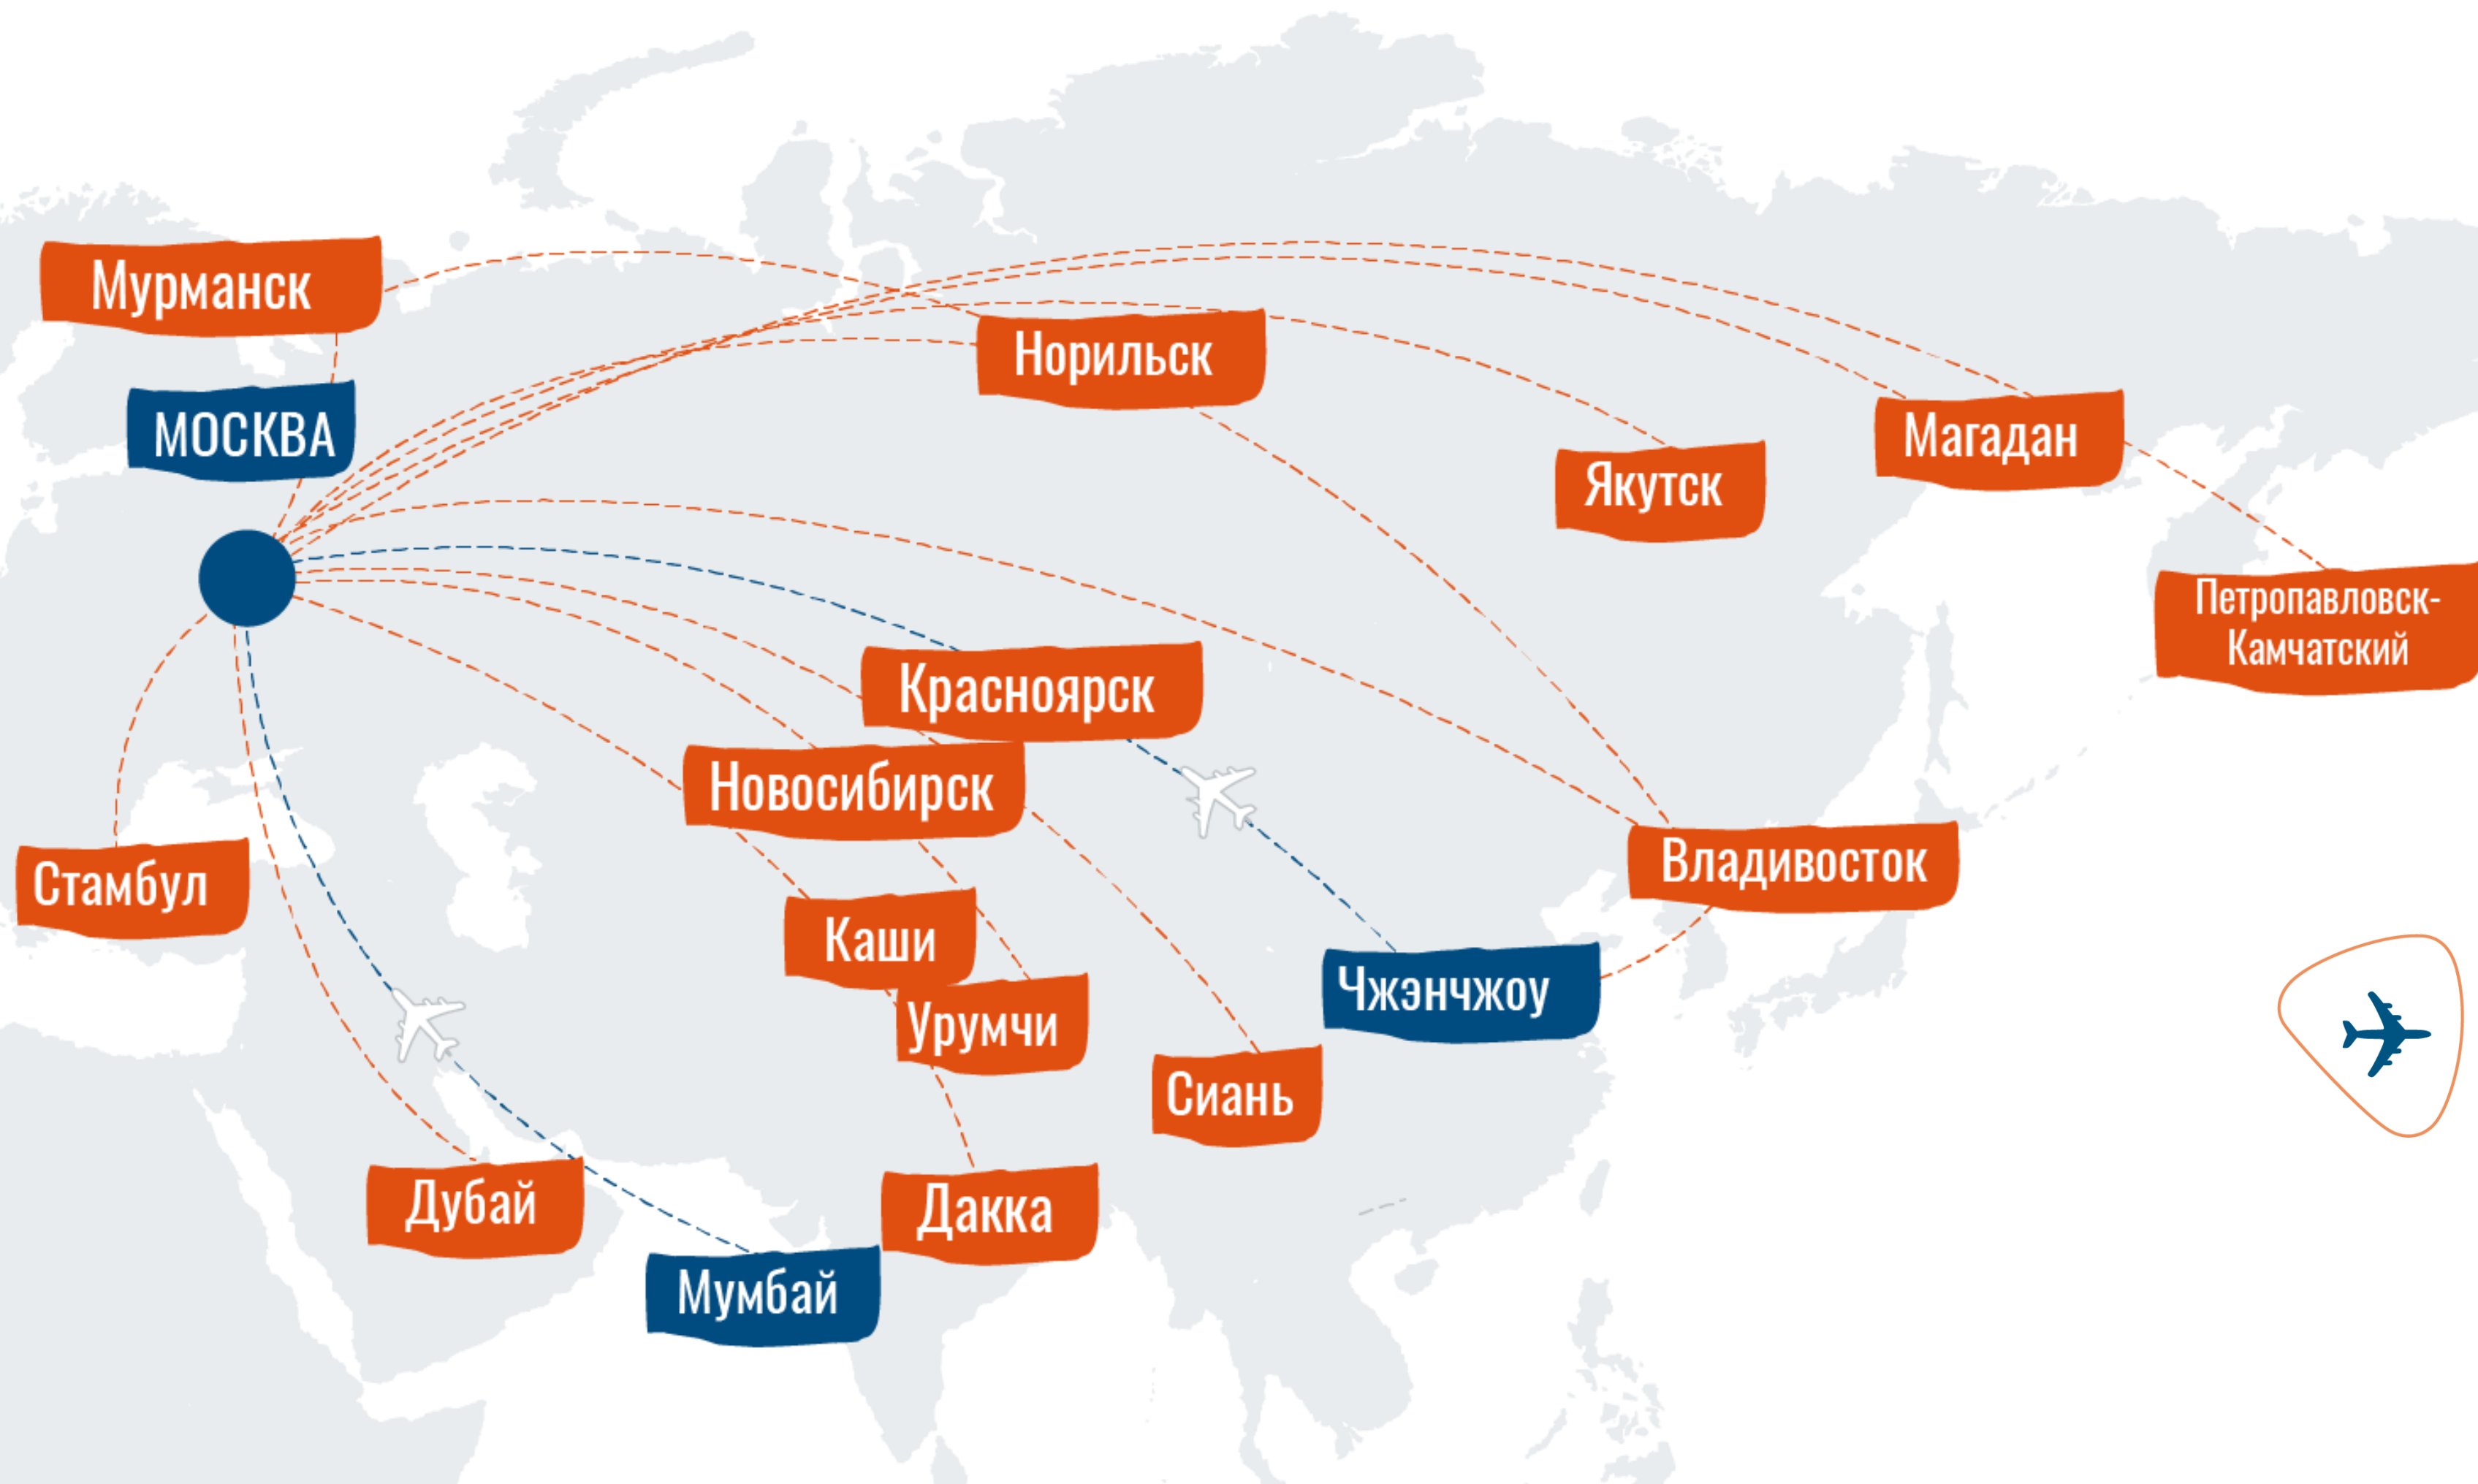 Мурманск
МОСКВА
Норильск
Магадан
Якутск
Петропавловск-
Камчатский
Красноярск
Новосибирск
Владивосток
Стамбул
Каши
Чжэнчжоу
Урумчи
Сиань
Дубай
Дакка
Мумбай